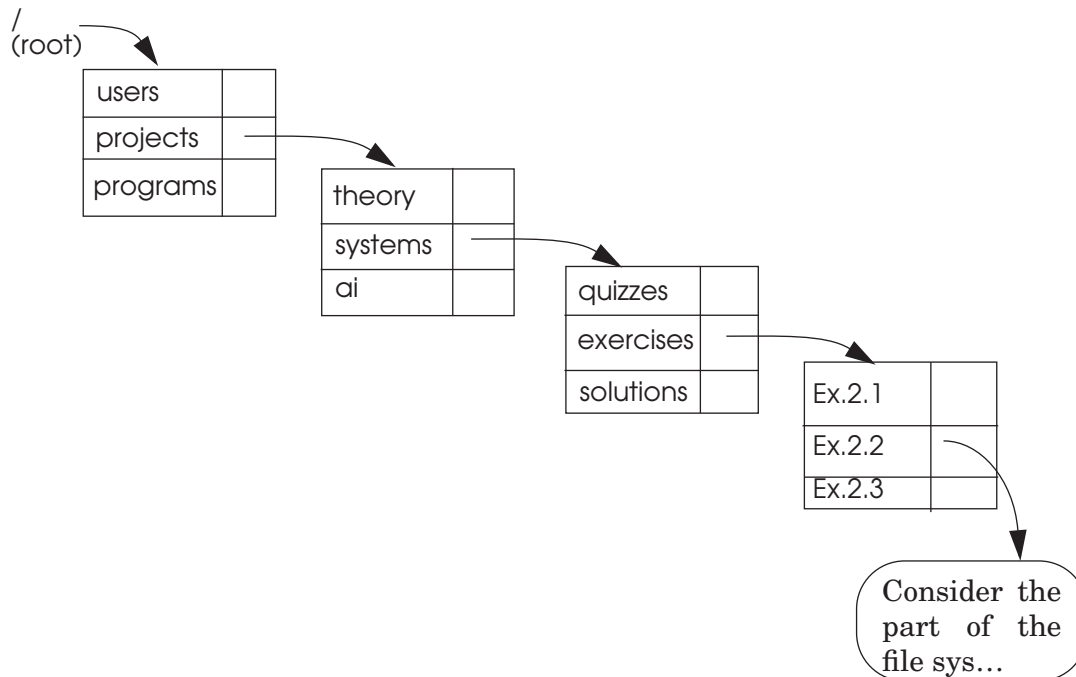 /
(root)
users
projects
programs
theory
systems
ai
quizzes
exercises
solutions
Ex.2.1
Ex.2.2
Ex.2.3
Consider the
part of the
file sys…